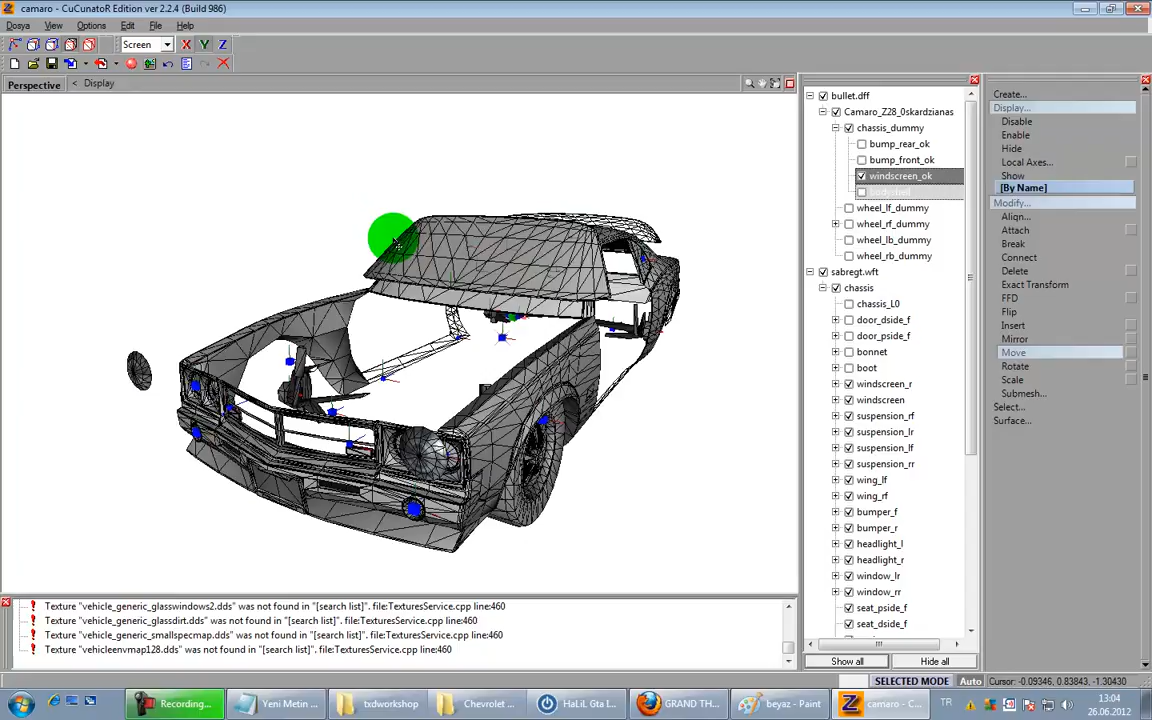 camaro - CuCunatoR Edition ver 2.2.4 (Build 986)
Dosya View Options Edit File Help
Screen X Y Z
Perspective < Display
bullet.dff
Camaro_Z28_0skardzianas
chassis_dummy
bump_rear_ok
bump_front_ok
windscreen_ok
bodyshell
wheel_lf_dummy
wheel_rf_dummy
wheel_lb_dummy
wheel_rb_dummy
sabregt.wft
chassis
chassis_L0
door_dside_f
door_pside_f
bonnet
boot
windscreen_r
windscreen
suspension_rf
suspension_lr
suspension_lf
suspension_rr
wing_lf
wing_rf
bumper_f
bumper_r
headlight_l
headlight_r
window_lr
window_rr
seat_pside_f
seat_dside_f
Show all Hide all
Create...
Display...
Disable
Enable
Hide
Local Axes...
Show
[By Name]
Modify...
Align...
Attach
Break
Connect
Delete
Exact Transform
FFD
Flip
Insert
Mirror
Move
Rotate
Scale
Submesh...
Select...
Surface...
Texture "vehicle_generic_glasswindows2.dds" was not found in "[search list]". file:TexturesService.cpp line:460
Texture "vehicle_generic_glassdirt.dds" was not found in "[search list]". file:TexturesService.cpp line:460
Texture "vehicle_generic_smallspecmap.dds" was not found in "[search list]". file:TexturesService.cpp line:460
Texture "vehicleenvmap128.dds" was not found in "[search list]". file:TexturesService.cpp line:460
SELECTED MODE Auto Cursor: -0.09346, 0.83843, -1.30430
Recording... Yeni Metin ... txdworkshop Chevrolet ... HaLiL Gta I... GRAND TH... beyaz - Paint camaro - C...
TR
13:04
26.06.2012